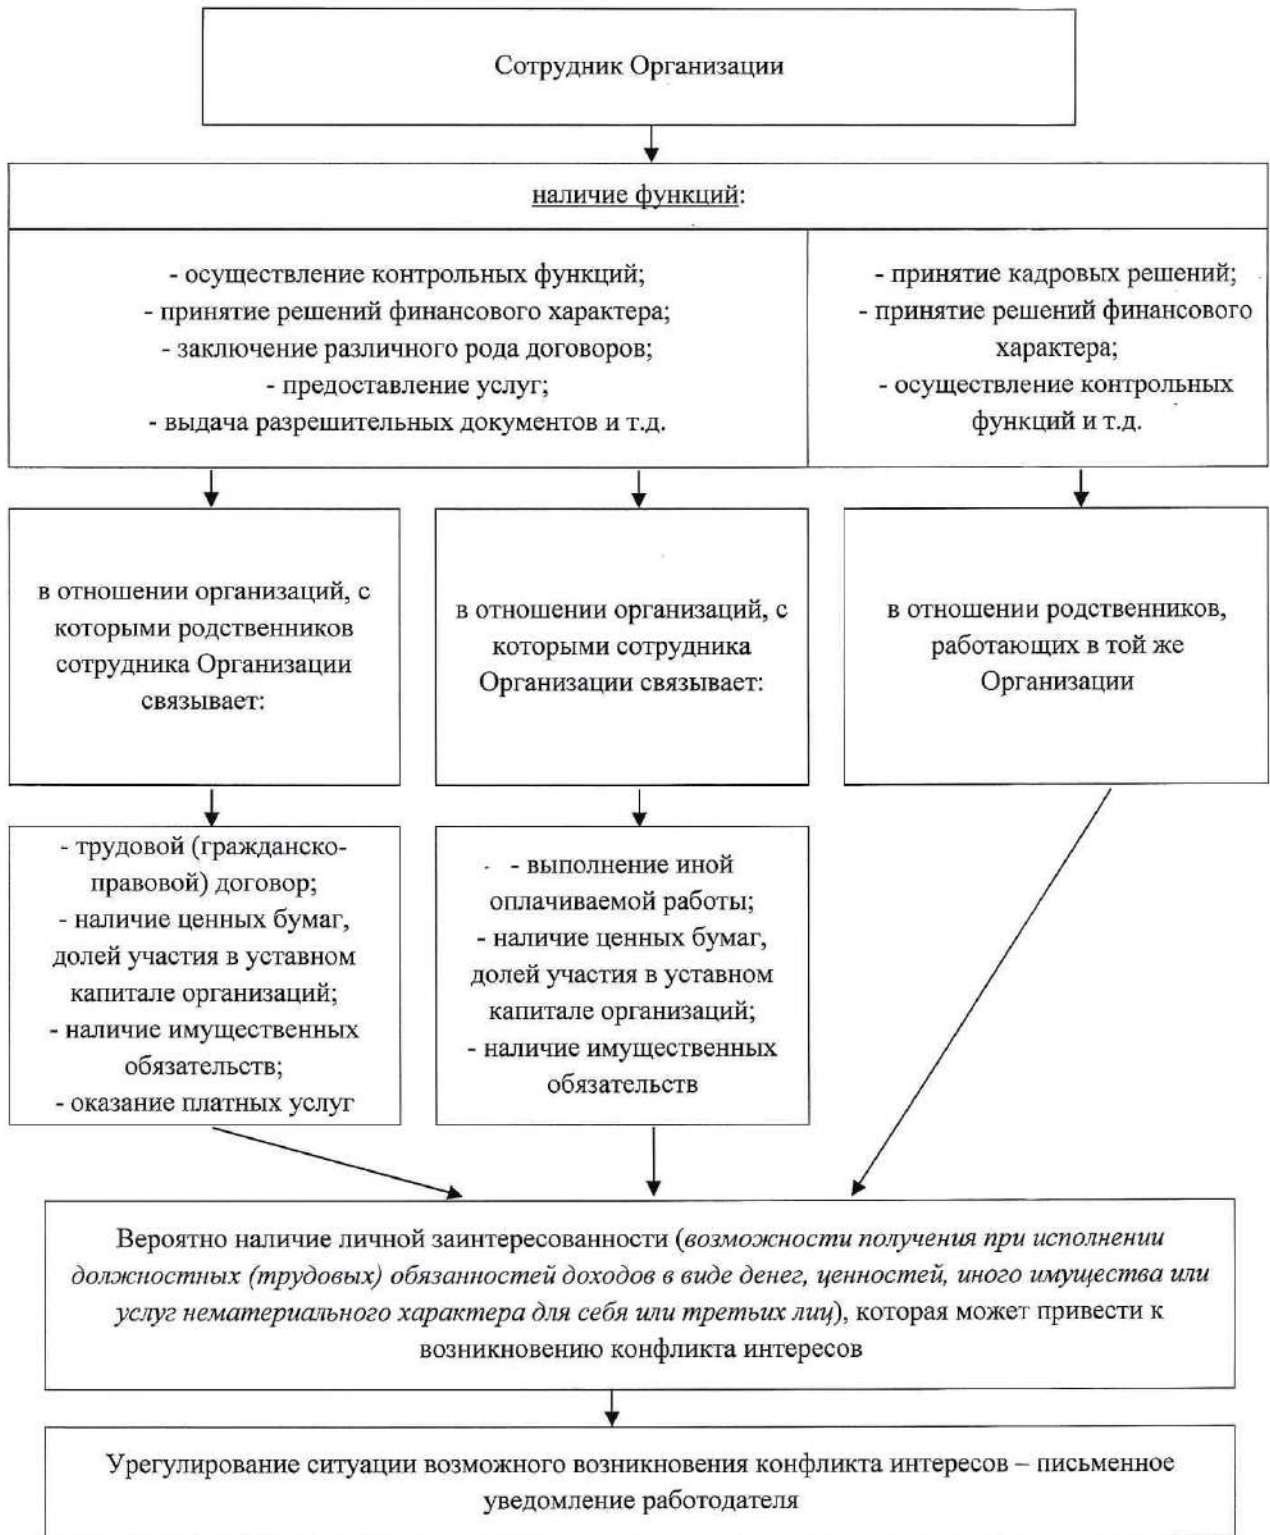 Сотрудник Организации
наличие функций:
- осуществление контрольных функций;
- принятие решений финансового характера;
- заключение различного рода договоров;
- предоставление услуг;
- выдача разрешительных документов и т.д.
- принятие кадровых решений;
- принятие решений финансового
характера;
- осуществление контрольных
функций и т.д.
в отношении организаций, с
которыми родственников
сотрудника Организации
связывает:
в отношении организаций, с
которыми сотрудника
Организации связывает:
в отношении родственников,
работающих в той же
Организации
- трудовой (гражданско-
правовой) договор;
- наличие ценных бумаг,
долей участия в уставном
капитале организаций;
- наличие имущественных
обязательств;
- оказание платных услуг
- выполнение иной
оплачиваемой работы;
- наличие ценных бумаг,
долей участия в уставном
капитале организаций;
- наличие имущественных
обязательств
Вероятно наличие личной заинтересованности (возможности получения при исполнении
должностных (трудовых) обязанностей доходов в виде денег, ценностей, иного имущества или
услуг нематериального характера для себя или третьих лиц), которая может привести к
возникновению конфликта интересов
Урегулирование ситуации возможного возникновения конфликта интересов – письменное
уведомление работодателя